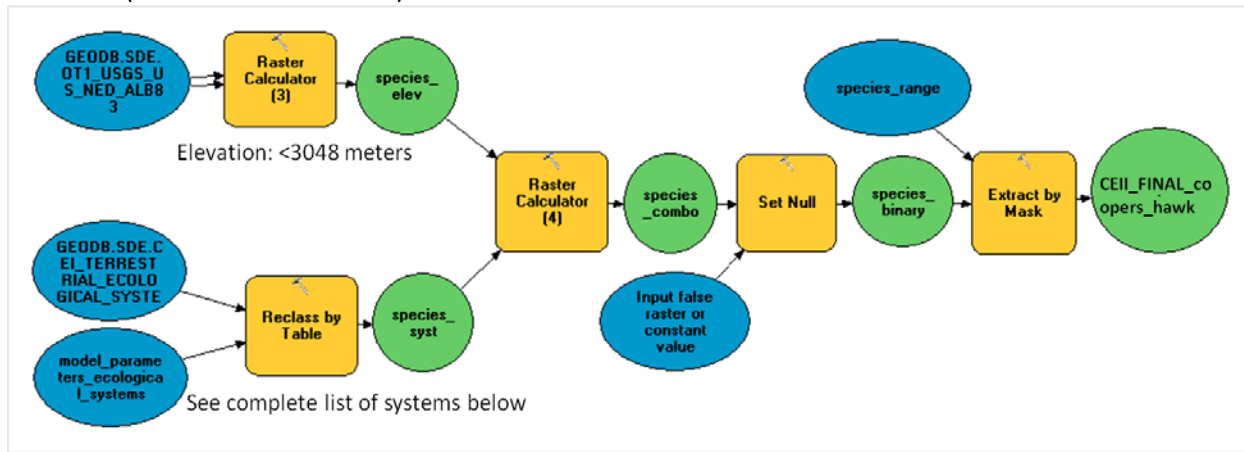 GEODB.SDE.
OT1_USGS_U
S_NED_ALB8
3
Raster
Calculator
(3)
species_
elev
Elevation: <3048 meters
species_range
Raster
Calculator
(4)
species
_combo
Set Null
species_
binary
Extract by
Mask
CEII_FINAL_co
opers_hawk
GEODB.SDE.C
EI_TERREST
RIAL_ECOLO
GICAL_SYSTE
Reclass by
Table
species_
syst
Input false
raster or
constant
value
model_parame
ters_ecologica
l_systems
See complete list of systems below